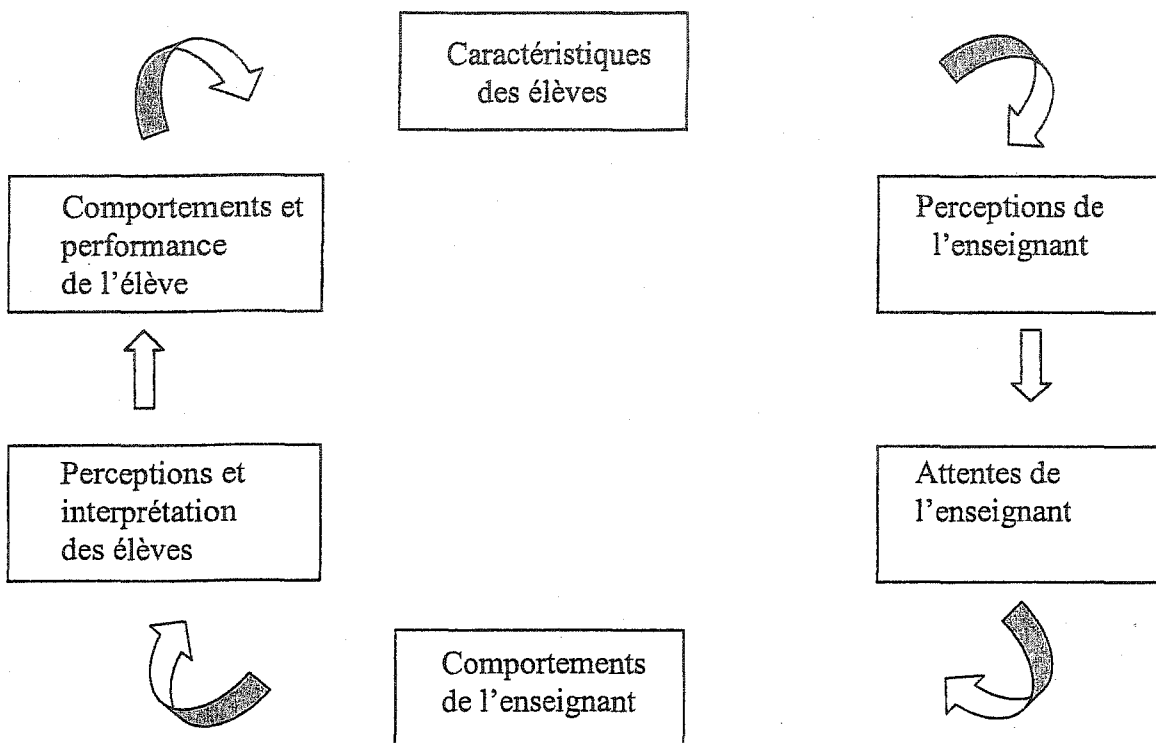 Caractéristiques
des élèves
Comportements et
performance
de l'élève
Perceptions de
l'enseignant
Perceptions et
interprétation
des élèves
Attentes de
l'enseignant
Comportements
de l'enseignant